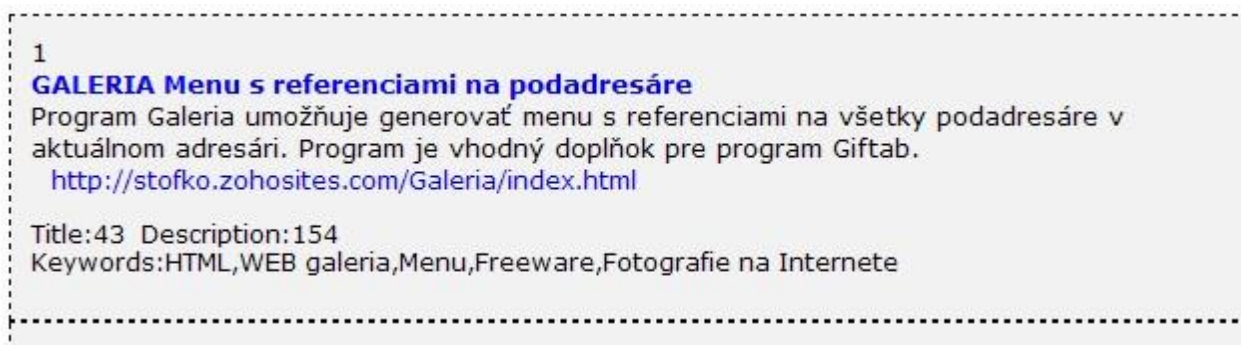 1
GALERIA Menu s referenciami na podadresáre
Program Galeria umožňuje generovať menu s referenciami na všetky podadresáre v
aktuálnom adresári. Program je vhodný doplňok pre program Giftab.
http://stofko.zohosites.com/Galeria/index.html
Title:43 Description:154
Keywords:HTML,WEB galeria,Menu,Freeware,Fotografie na Internete